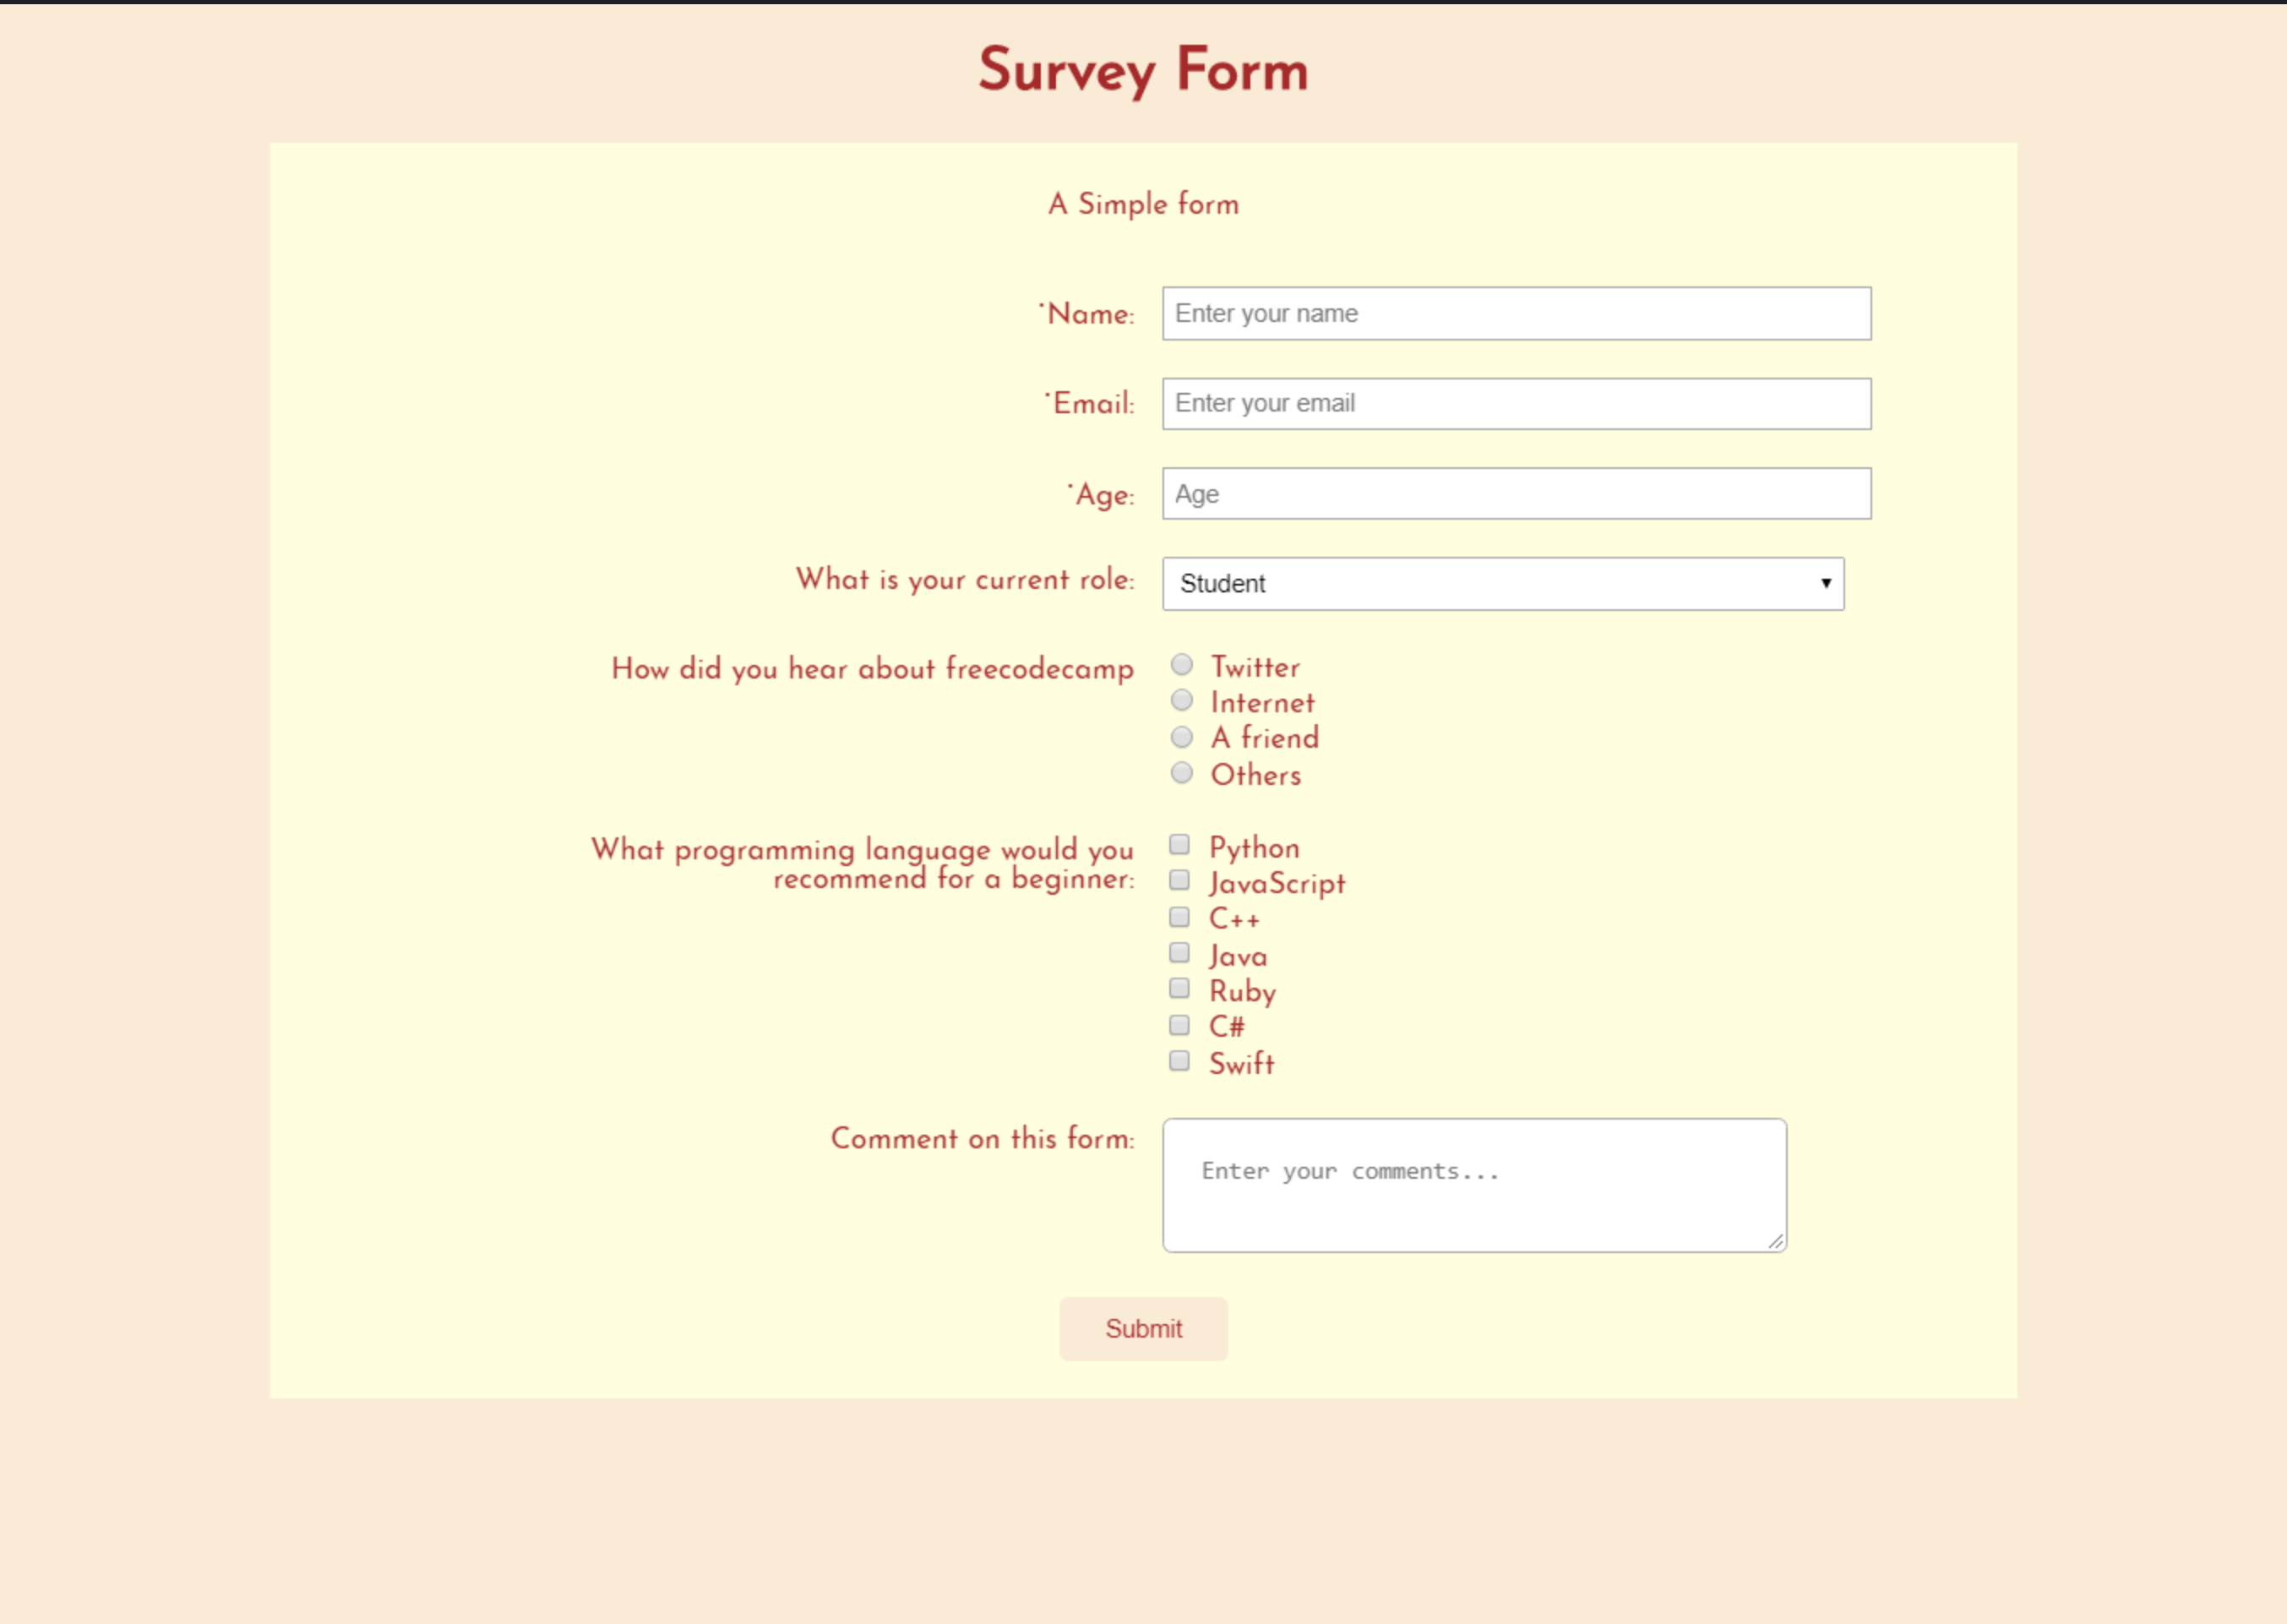 Survey Form
A Simple form
*Name: Enter your name
*Email: Enter your email
*Age: Age
What is your current role: Student
How did you hear about freecodecamp
Twitter
Internet
A friend
Others
What programming language would you
recommend for a beginner:
Python
JavaScript
C++
Java
Ruby
C#
Swift
Comment on this form: Enter your comments...
Submit